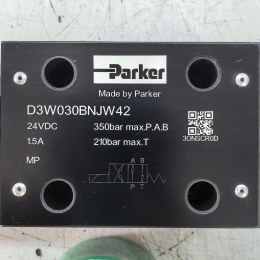 Parker
Made by Parker
D3W030BNJW42
24VDC 350bar max.P.A.B
1.5A 210bar max.T
3ONSCR0D
MP
A B
P T